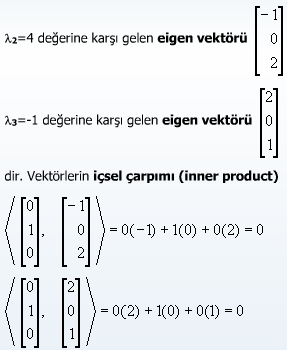 λ₂=4 değerine karşı gelen eigen vektörü [-1 0 2]
λ₃=-1 değerine karşı gelen eigen vektörü [2 0 1]
dir. Vektörlerin içsel çarpımı (inner product)
⟨[0 1 0], [-1 0 2]⟩ = 0(-1) + 1(0) + 0(2) = 0
⟨[0 1 0], [2 0 1]⟩ = 0(2) + 1(0) + 0(1) = 0